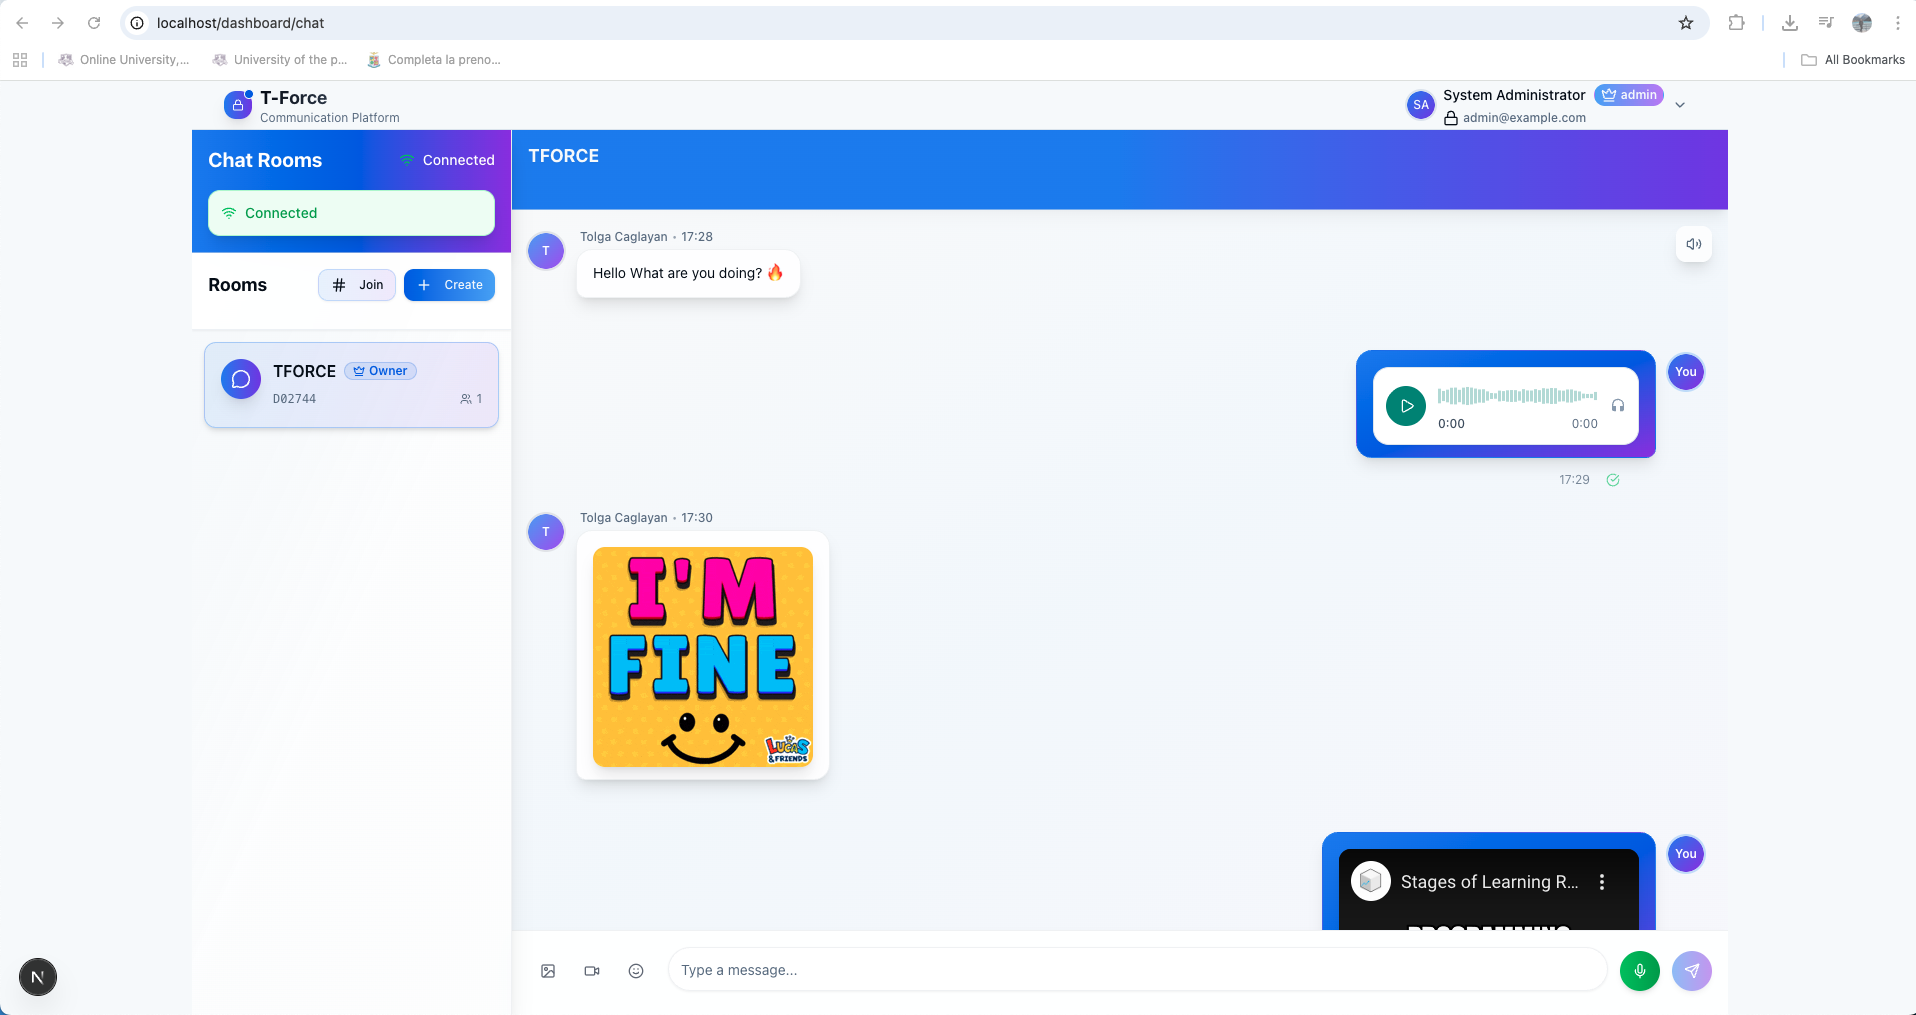 localhost/dashboard/chat
Online University,...
University of the p...
Completa la preno...
All Bookmarks
T-Force
Communication Platform
SA
System Administrator
admin
admin@example.com
Chat Rooms
Connected
Connected
Rooms
# Join
+ Create
TFORCE
Owner
D02744
1
TFORCE
T
Tolga Caglayan • 17:28
Hello What are you doing? 🔥
You
0:00
0:00
17:29
T
Tolga Caglayan • 17:30
I'M
FINE
LUCAS
& FRIENDS
You
Stages of Learning R...
PROGRAMMING
Type a message...
N